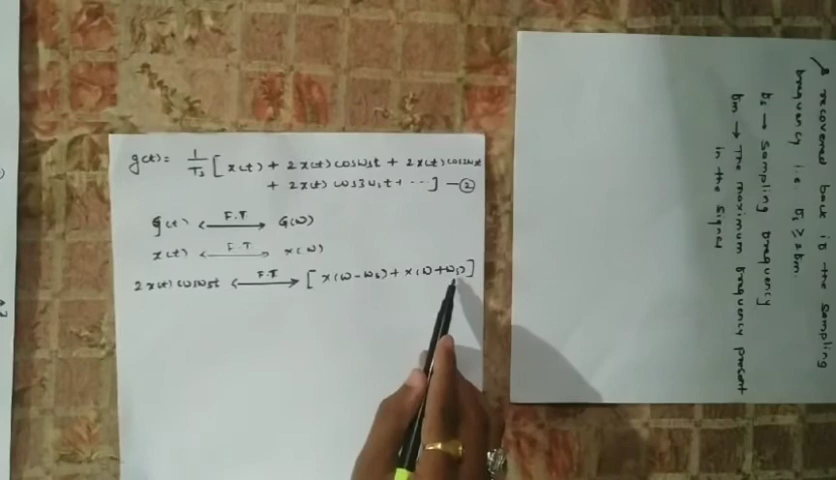 g(t) = 1/Ts [ x(t) + 2x(t) cosωst + 2x(t) cos2ωst
+ 2x(t) cos3ωst + ... ] — ②
g(t) ⟵F.T⟶ G(ω)
x(t) ⟵F.T⟶ X(ω)
2x(t) cosωst ⟵F.T⟶ [ X(ω-ωs) + X(ω+ωs) ]
recovered back if the sampling
frequency i.e. fs ≥ 2fm.
fs → Sampling frequency
fm → The maximum frequency present
in the signal